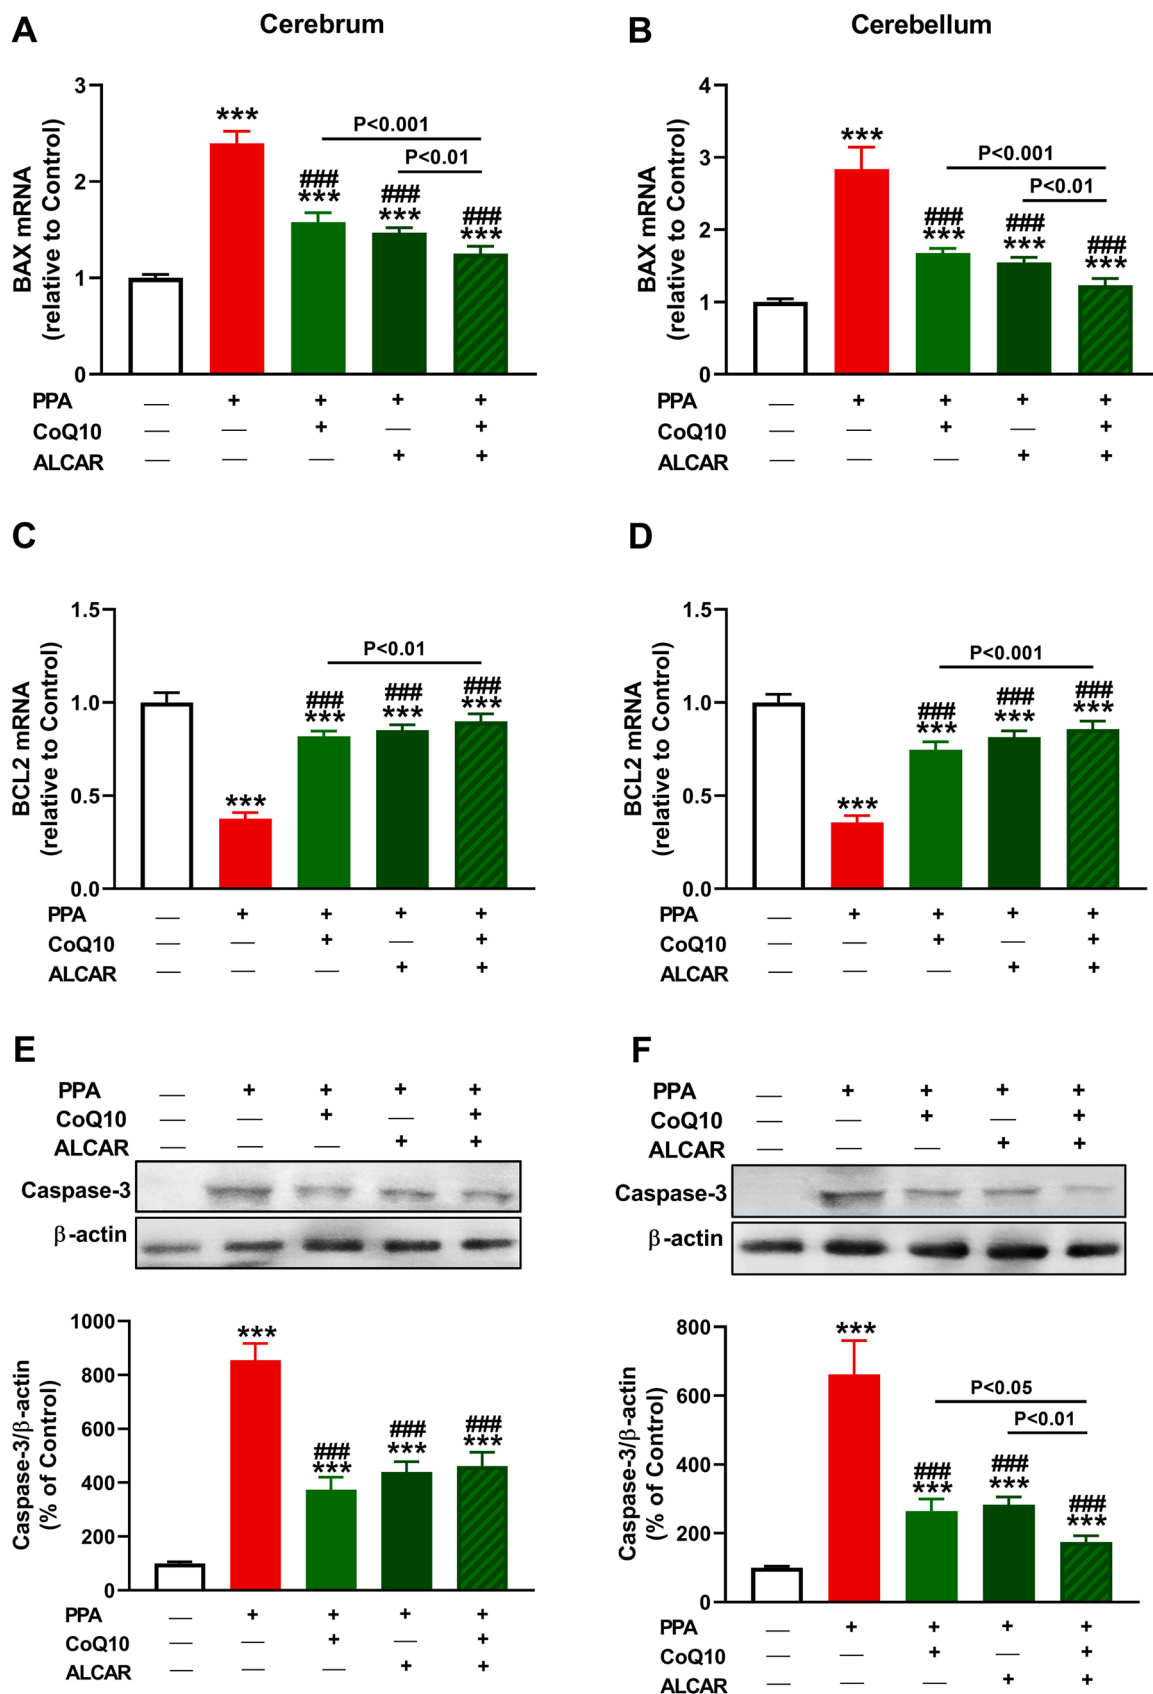 A
Cerebrum
BAX mRNA
(relative to Control)
3
2
1
0
***
###
***
###
***
###
***
P<0.001
P<0.01
PPA — + + + +
CoQ10 — — + — +
ALCAR — — — + +
B
Cerebellum
BAX mRNA
(relative to Control)
4
3
2
1
0
***
###
***
###
***
###
***
P<0.001
P<0.01
PPA — + + + +
CoQ10 — — + — +
ALCAR — — — + +
C
BCL2 mRNA
(relative to Control)
1.5
1.0
0.5
0.0
***
###
***
###
***
###
***
P<0.01
PPA — + + + +
CoQ10 — — + — +
ALCAR — — — + +
D
BCL2 mRNA
(relative to Control)
1.5
1.0
0.5
0.0
***
###
***
###
***
###
***
P<0.001
PPA — + + + +
CoQ10 — — + — +
ALCAR — — — + +
E
PPA — + + + +
CoQ10 — — + — +
ALCAR — — — + +
Caspase-3
β-actin
Caspase-3/β-actin
(% of Control)
1000
800
600
400
200
0
***
###
***
###
***
###
***
PPA — + + + +
CoQ10 — — + — +
ALCAR — — — + +
F
PPA — + + + +
CoQ10 — — + — +
ALCAR — — — + +
Caspase-3
β-actin
Caspase-3/β-actin
(% of Control)
800
600
400
200
0
***
###
***
###
***
###
***
P<0.05
P<0.01
PPA — + + + +
CoQ10 — — + — +
ALCAR — — — + +